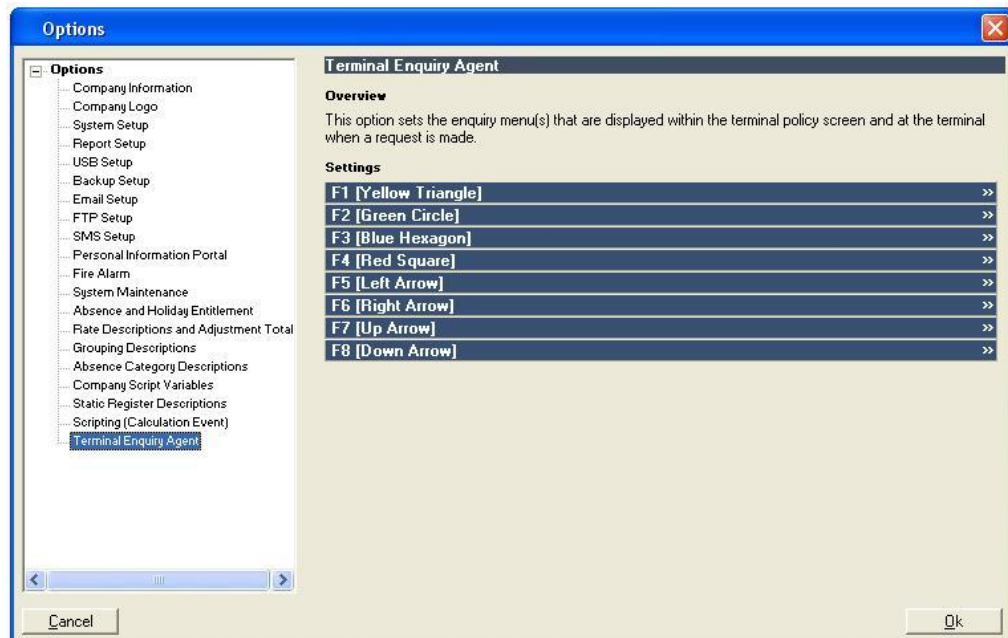 Options
Options
Company Information
Company Logo
System Setup
Report Setup
USB Setup
Backup Setup
Email Setup
FTP Setup
SMS Setup
Personal Information Portal
Fire Alarm
System Maintenance
Absence and Holiday Entitlement
Rate Descriptions and Adjustment Total
Grouping Descriptions
Absence Category Descriptions
Company Script Variables
Static Register Descriptions
Scripting (Calculation Event)
Terminal Enquiry Agent
Terminal Enquiry Agent
Overview
This option sets the enquiry menu(s) that are displayed within the terminal policy screen and at the terminal
when a request is made.
Settings
F1 [Yellow Triangle] »
F2 [Green Circle] »
F3 [Blue Hexagon] »
F4 [Red Square] »
F5 [Left Arrow] »
F6 [Right Arrow] »
F7 [Up Arrow] »
F8 [Down Arrow] »
Cancel
Ok